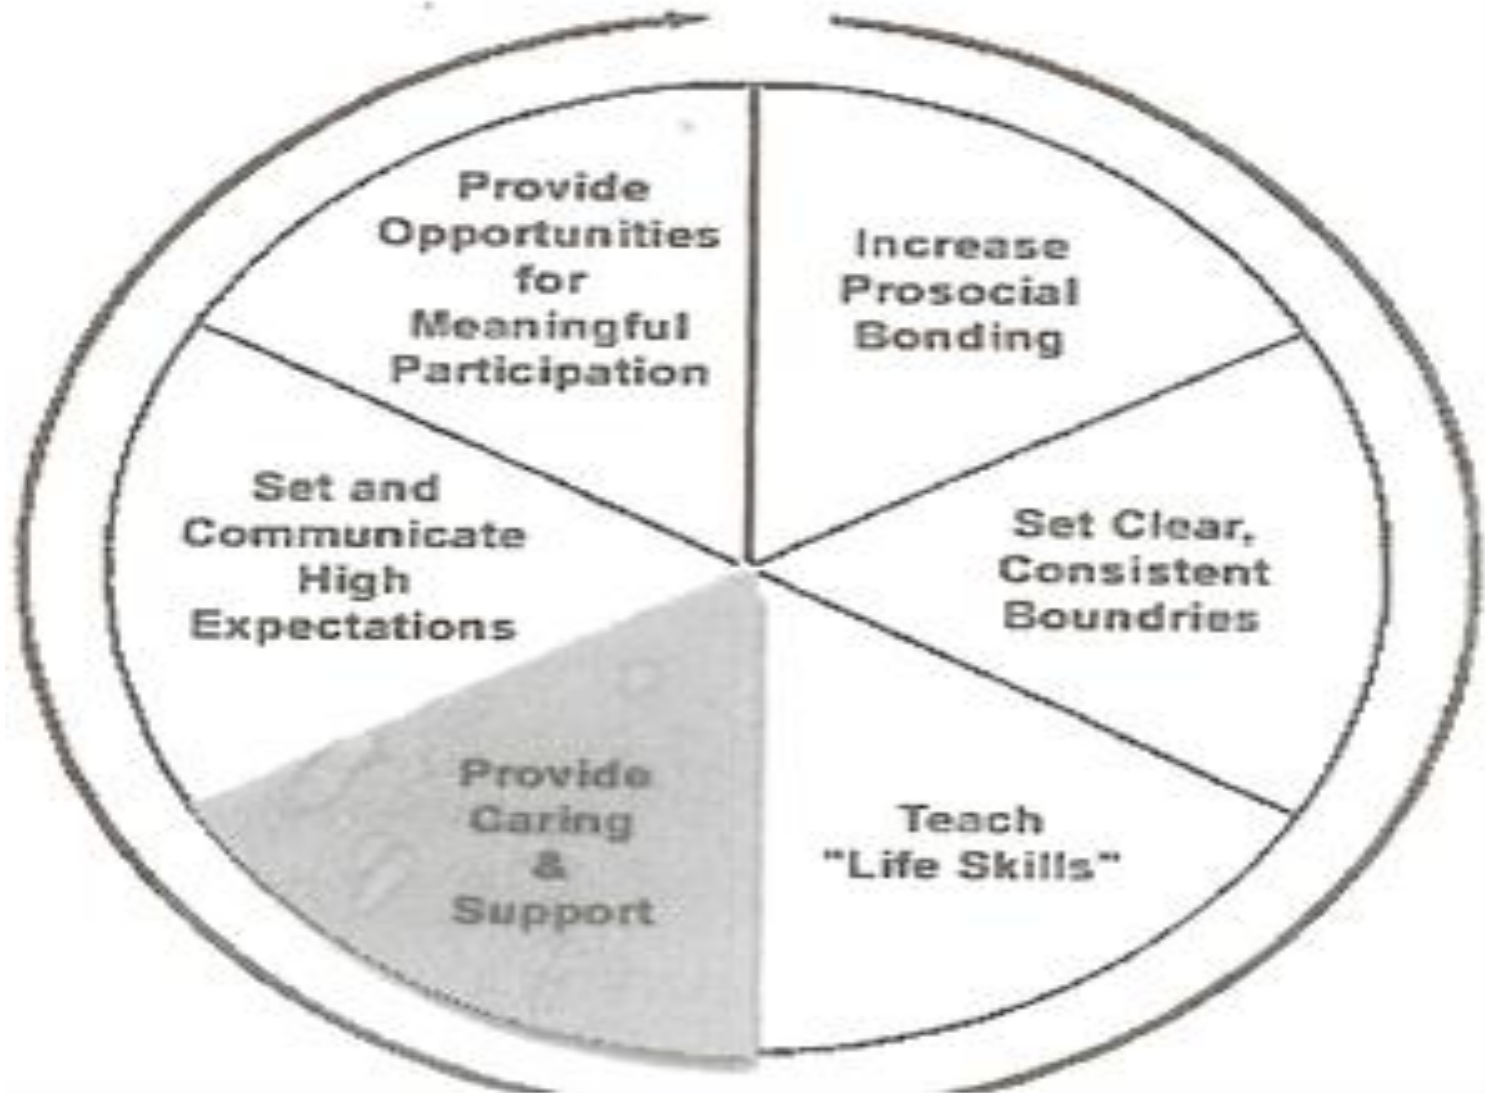 Increase
Prosocial
Bonding
Set Clear,
Consistent
Boundries
Teach
"Life Skills"
Provide
Caring
&
Support
Set and
Communicate
High
Expectations
Provide
Opportunities
for
Meaningful
Participation